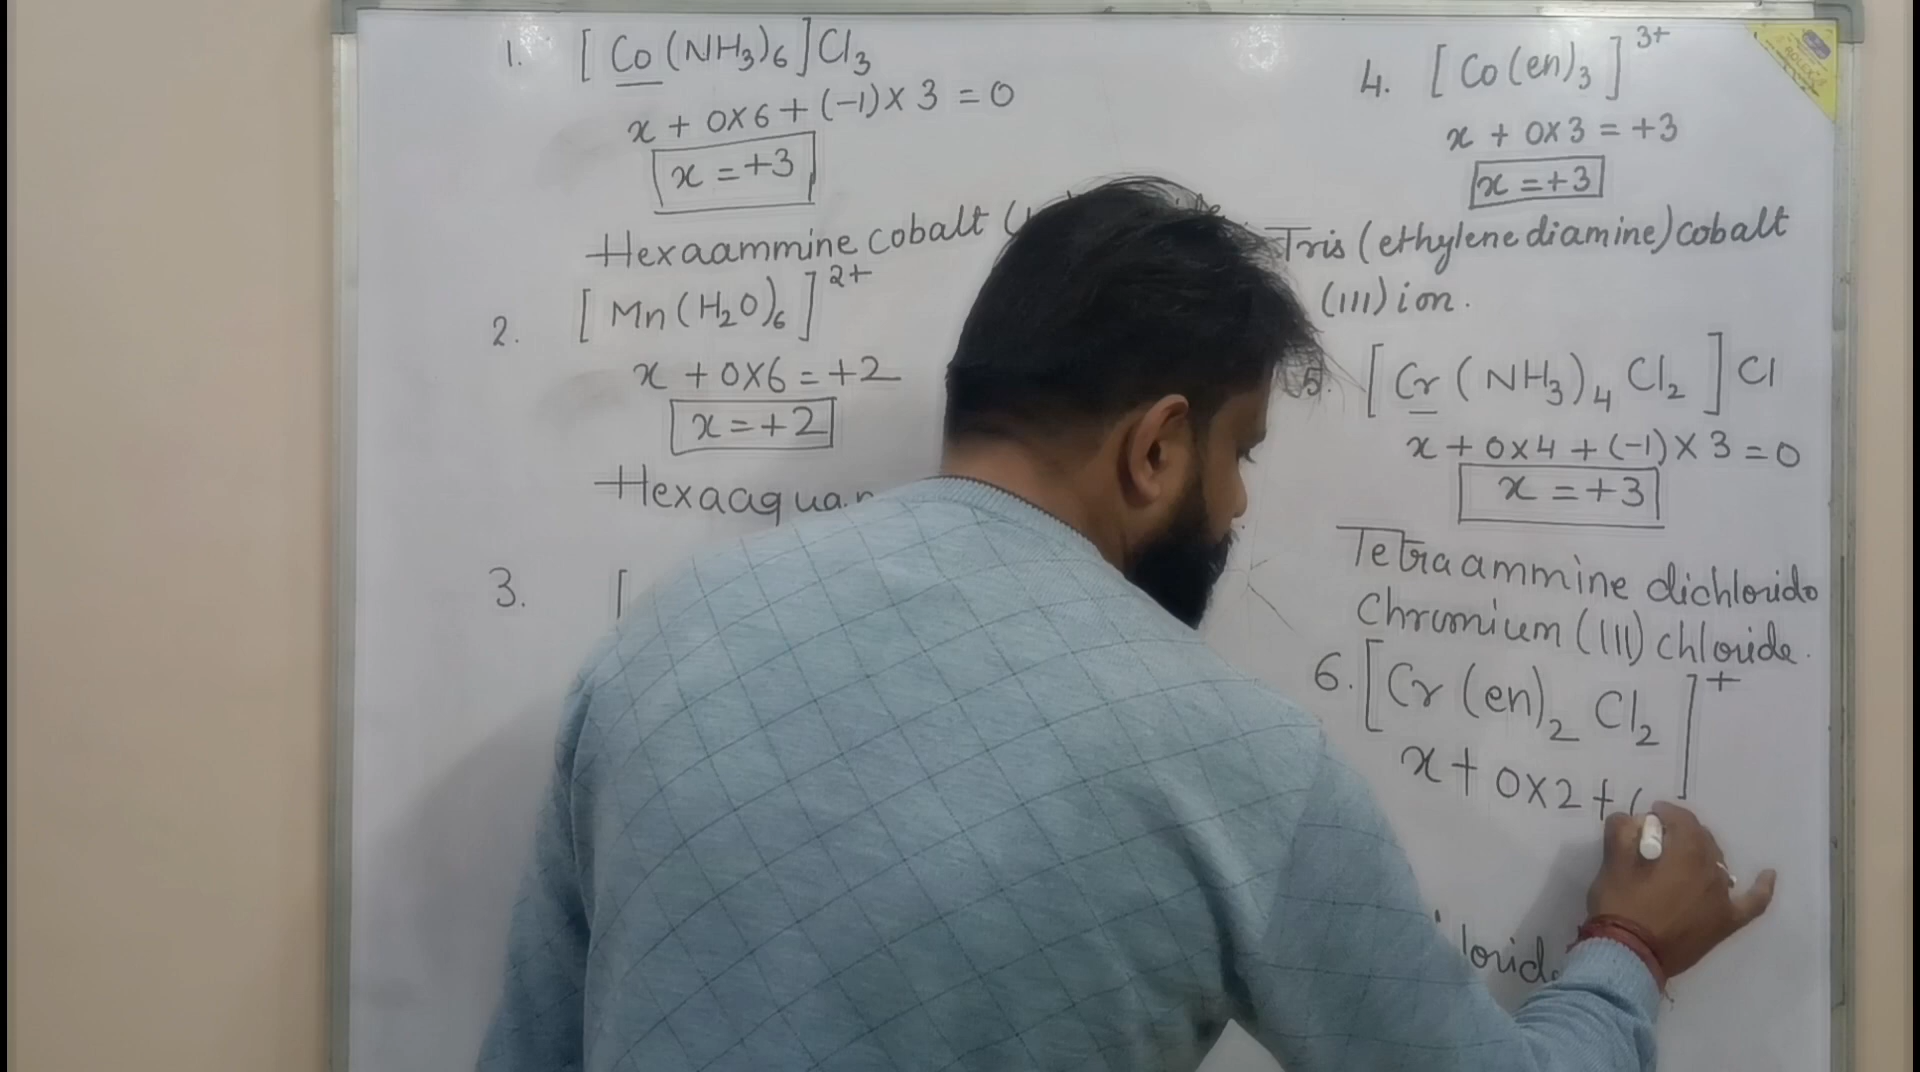 1. [Co(NH₃)₆]Cl₃
x + 0×6 + (-1)×3 = 0
x = +3
Hexaammine cobalt (
2. [Mn(H₂O)₆]²⁺
x + 0×6 = +2
x = +2
Hexaaqua
3. [
4. [Co(en)₃]³⁺
x + 0×3 = +3
x = +3
Tris (ethylenediamine) cobalt
(III) ion.
5. [Cr(NH₃)₄Cl₂]Cl
x + 0×4 + (-1)×3 = 0
x = +3
Tetraammine dichlorido
Chromium (III) chloride.
6. [Cr(en)₂Cl₂]⁺
x + 0×2 + (